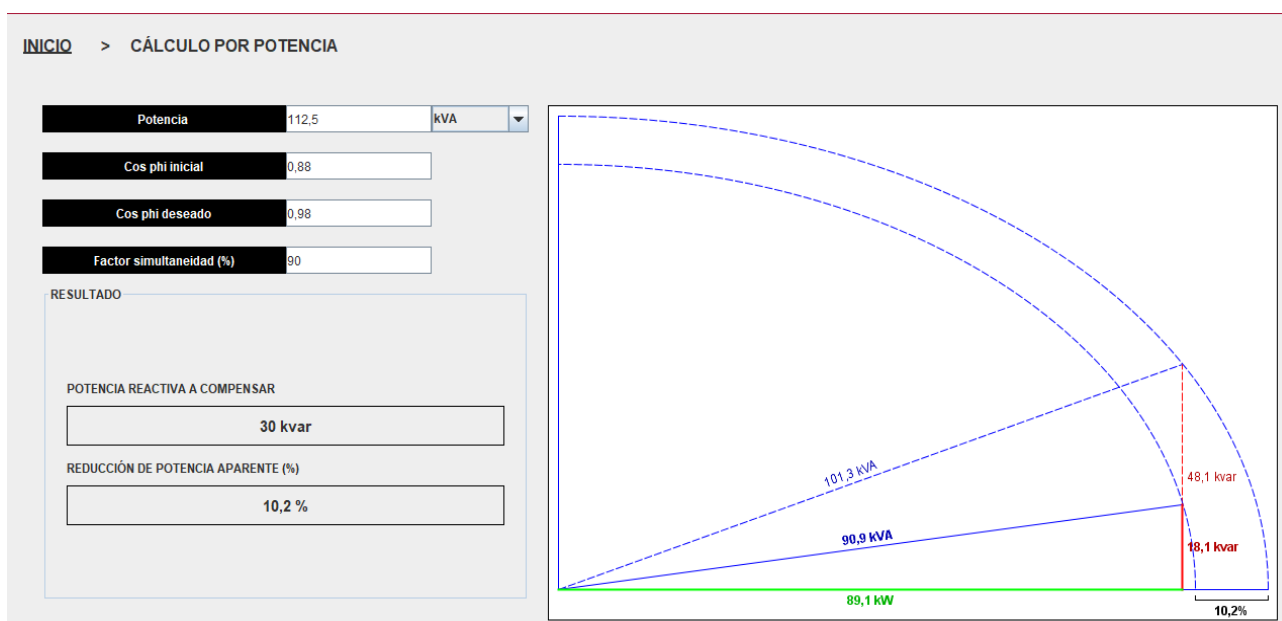 INICIO > CÁLCULO POR POTENCIA
Potencia 112,5 kVA
Cos phi inicial 0,88
Cos phi deseado 0,98
Factor simultaneidad (%) 90
RESULTADO
POTENCIA REACTIVA A COMPENSAR
30 kvar
REDUCCIÓN DE POTENCIA APARENTE (%)
10,2 %
101,3 kVA
48,1 kvar
90,9 kVA
18,1 kvar
89,1 kW
10,2%